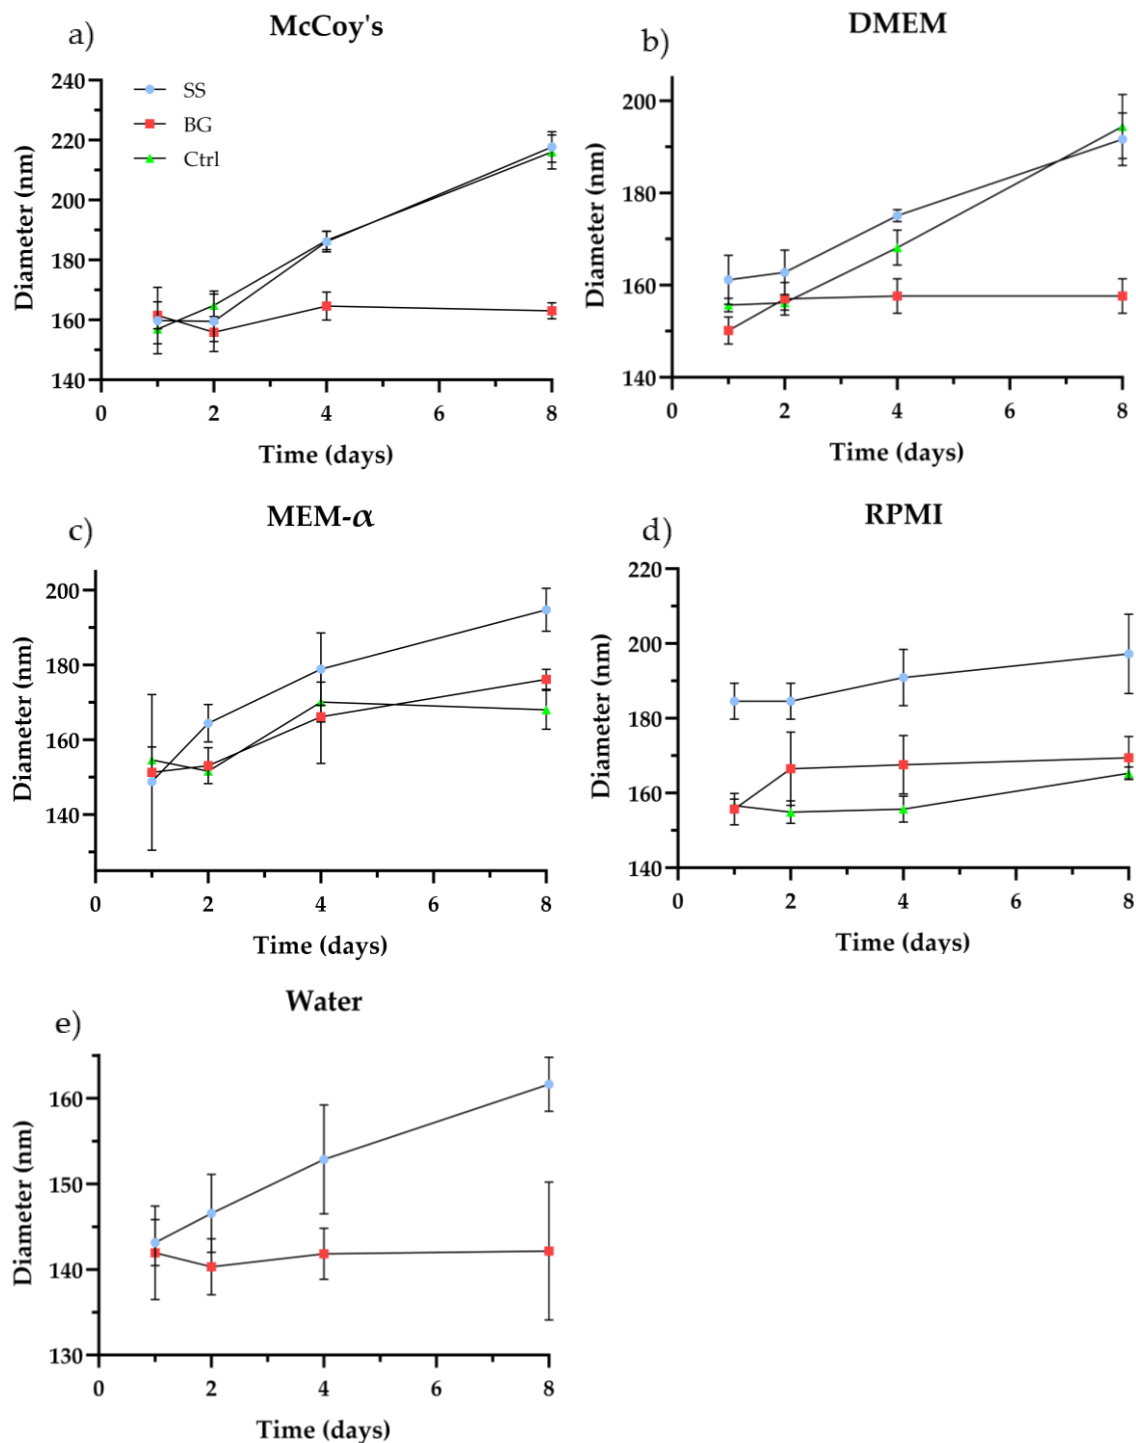 a)
McCoy's
240
220
200
180
160
140
Diameter (nm)
SS
BG
Ctrl
0 2 4 6 8
Time (days)
b)
DMEM
200
180
160
140
Diameter (nm)
0 2 4 6 8
Time (days)
c)
MEM-α
200
180
160
140
Diameter (nm)
0 2 4 6 8
Time (days)
d)
RPMI
220
200
180
160
140
Diameter (nm)
0 2 4 6 8
Time (days)
e)
Water
160
150
140
130
Diameter (nm)
0 2 4 6 8
Time (days)